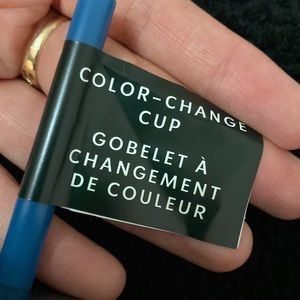 COLOR-CHANGE
CUP
GOBELET À
CHANGEMENT
DE COULEUR